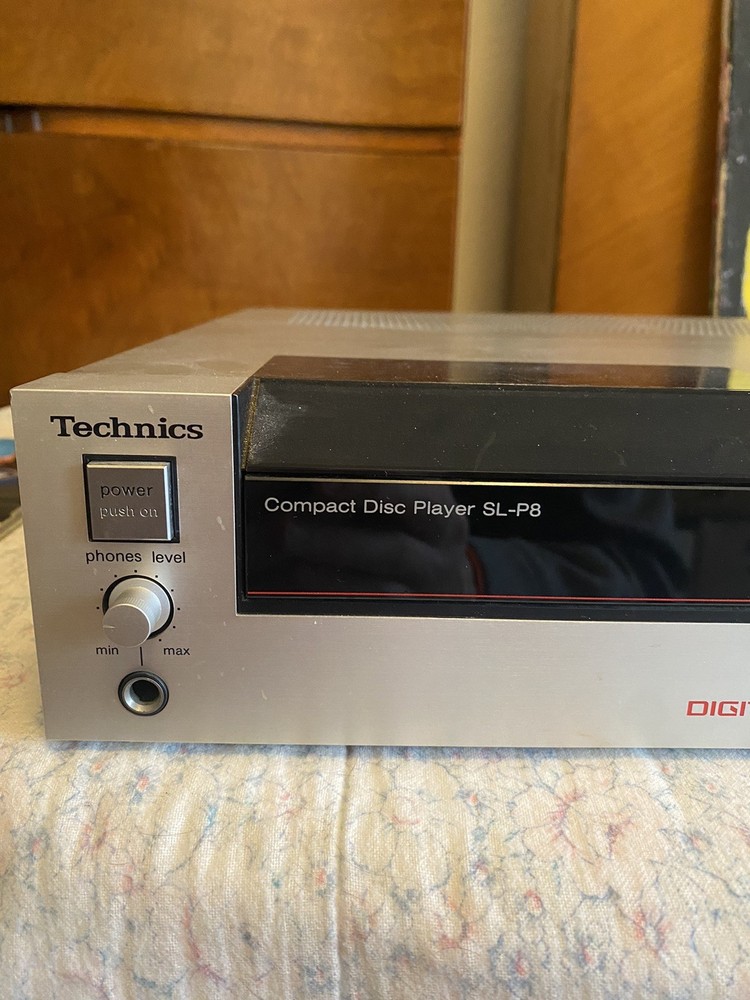 Technics
power
push on
phones level
min max
Compact Disc Player SL-P8